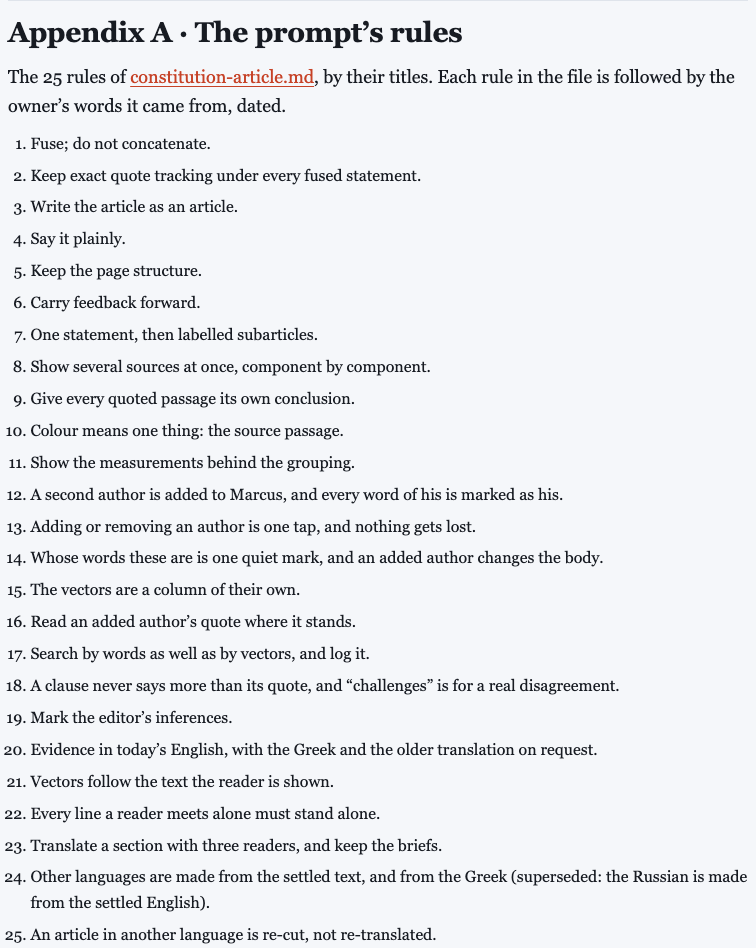 Appendix A · The prompt’s rules
The 25 rules of constitution-article.md, by their titles. Each rule in the file is followed by the
owner’s words it came from, dated.
1. Fuse; do not concatenate.
2. Keep exact quote tracking under every fused statement.
3. Write the article as an article.
4. Say it plainly.
5. Keep the page structure.
6. Carry feedback forward.
7. One statement, then labelled subarticles.
8. Show several sources at once, component by component.
9. Give every quoted passage its own conclusion.
10. Colour means one thing: the source passage.
11. Show the measurements behind the grouping.
12. A second author is added to Marcus, and every word of his is marked as his.
13. Adding or removing an author is one tap, and nothing gets lost.
14. Whose words these are is one quiet mark, and an added author changes the body.
15. The vectors are a column of their own.
16. Read an added author’s quote where it stands.
17. Search by words as well as by vectors, and log it.
18. A clause never says more than its quote, and “challenges” is for a real disagreement.
19. Mark the editor’s inferences.
20. Evidence in today’s English, with the Greek and the older translation on request.
21. Vectors follow the text the reader is shown.
22. Every line a reader meets alone must stand alone.
23. Translate a section with three readers, and keep the briefs.
24. Other languages are made from the settled text, and from the Greek (superseded: the Russian is made
from the settled English).
25. An article in another language is re-cut, not re-translated.